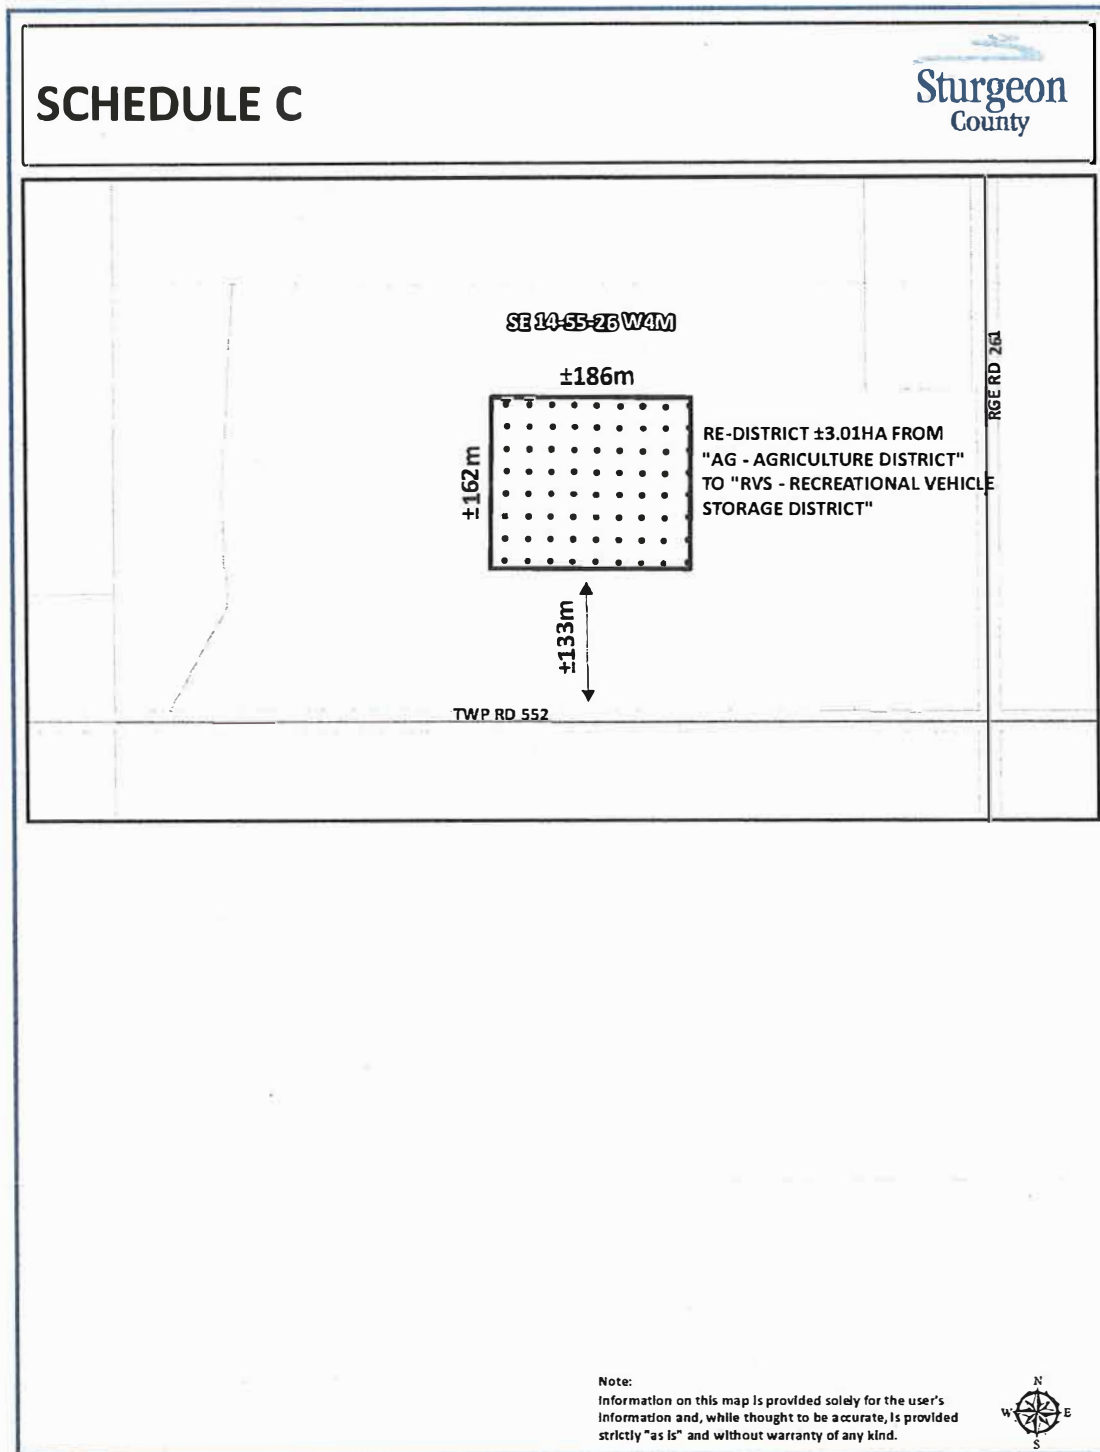 SCHEDULE C
Sturgeon
County
SE 14-55-26 W4M
±186m
±162m
RE-DISTRICT ±3.01HA FROM
"AG - AGRICULTURE DISTRICT"
TO "RVS - RECREATIONAL VEHICLE
STORAGE DISTRICT"
RGE RD 261
±133m
TWP RD 552
Note:
Information on this map is provided solely for the user's
information and, while thought to be accurate, is provided
strictly "as is" and without warranty of any kind.
N
W E
S